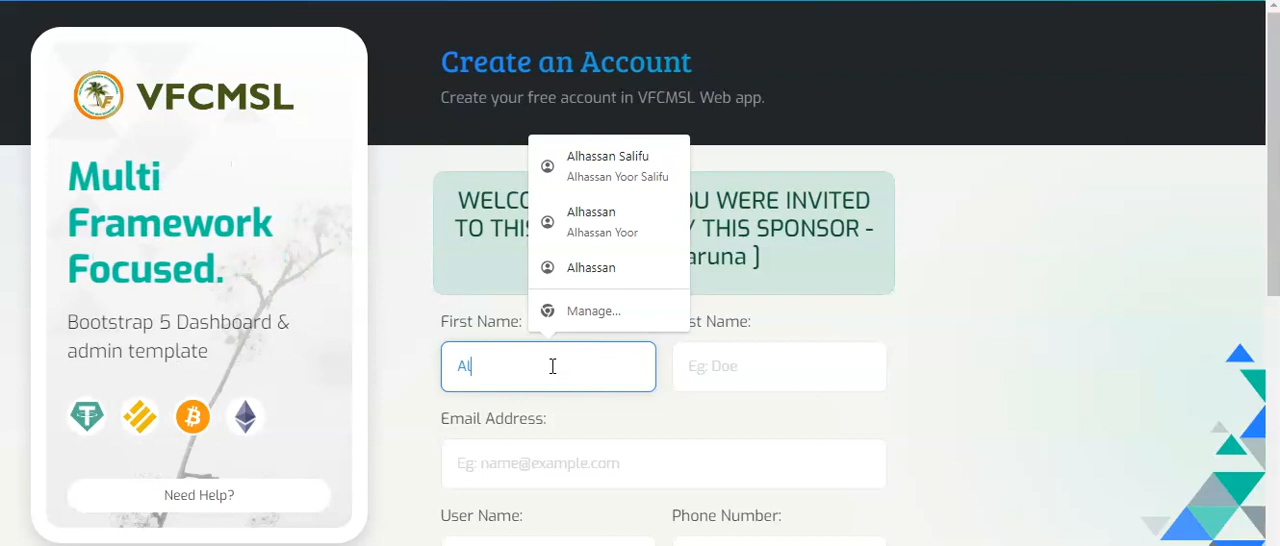 VFCMSL
Multi
Framework
Focused.
Bootstrap 5 Dashboard &
admin template
Need Help?
Create an Account
Create your free account in VFCMSL Web app.
WELCO U WERE INVITED
TO THIS THIS SPONSOR -
aruna ]
Alhassan Salifu
Alhassan Yoor Salifu
Alhassan
Alhassan Yoor
Alhassan
Manage...
First Name: st Name:
Al Eg: Doe
Email Address:
Eg: name@example.com
User Name: Phone Number: